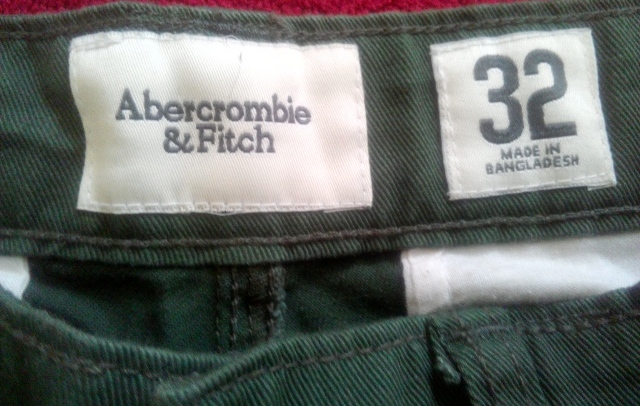 Abercrombie
& Fitch
32
MADE IN
BANGLADESH